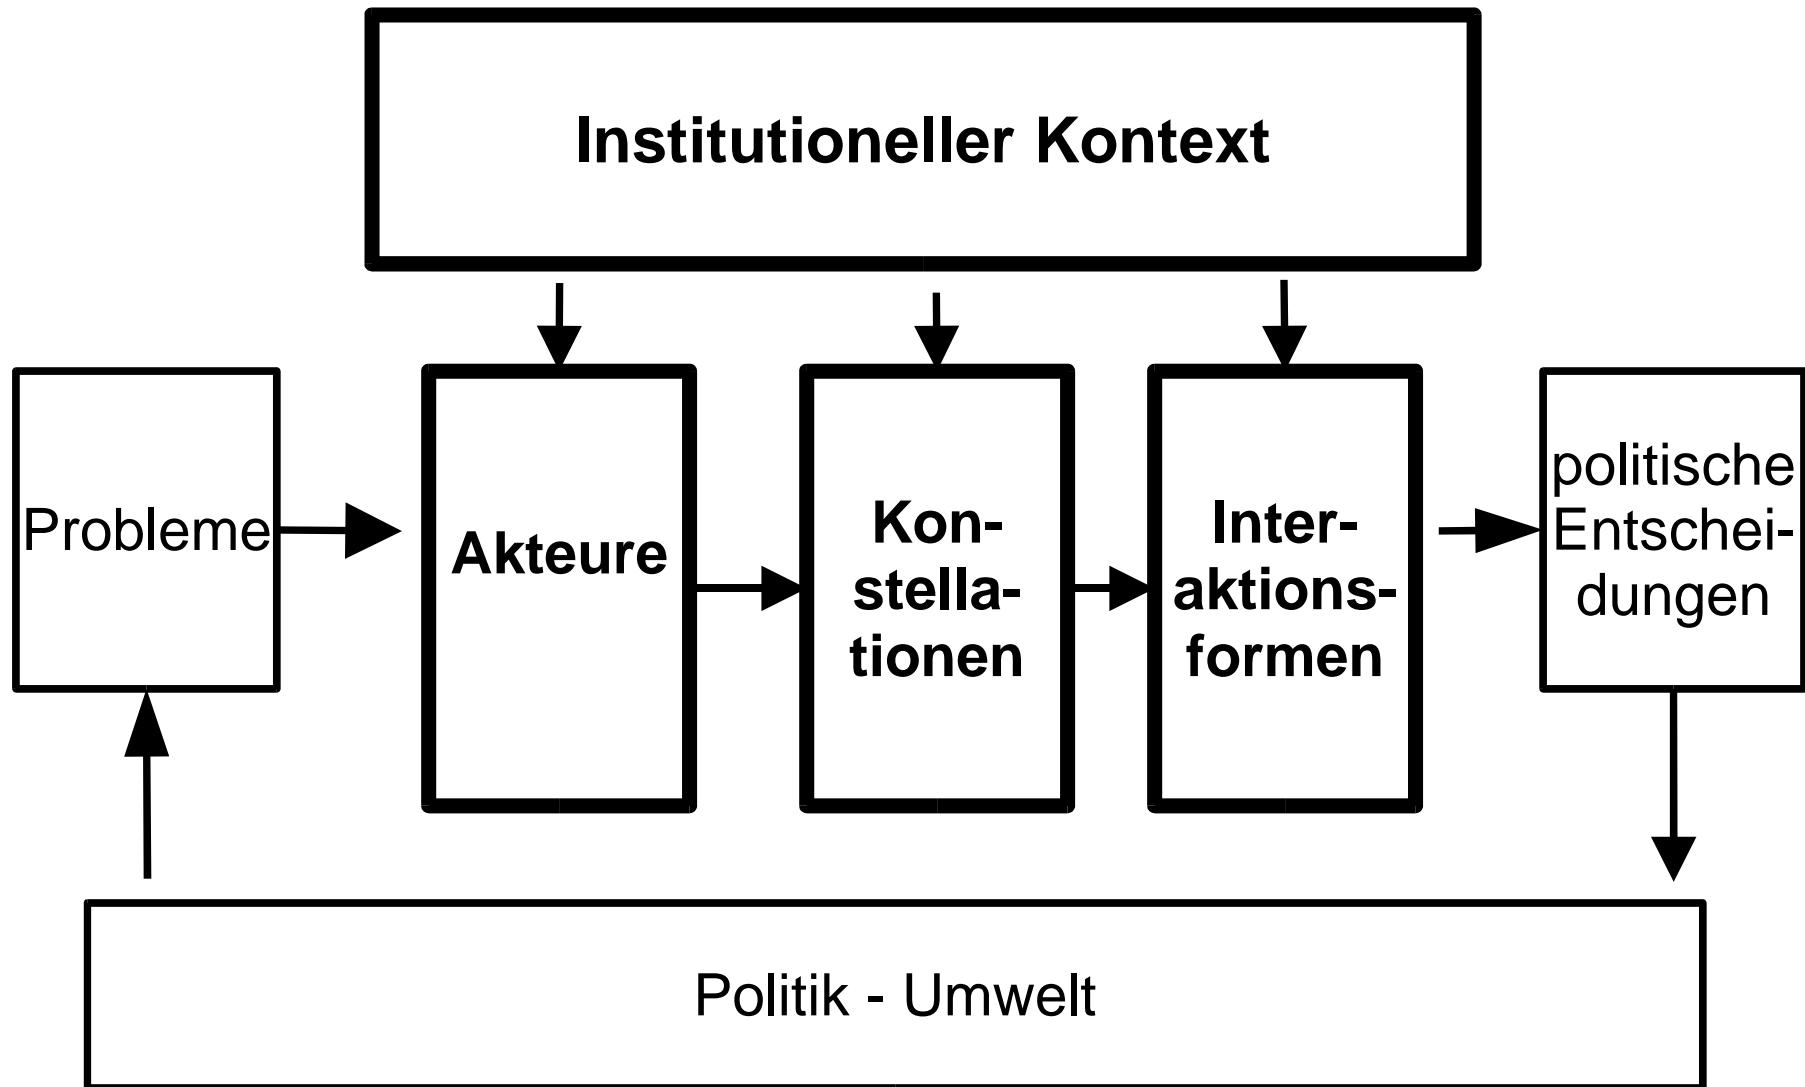 Institutioneller Kontext
Probleme
Akteure
Kon-
stella-
tionen
Inter-
aktions-
formen
politische
Entschei-
dungen
Politik - Umwelt